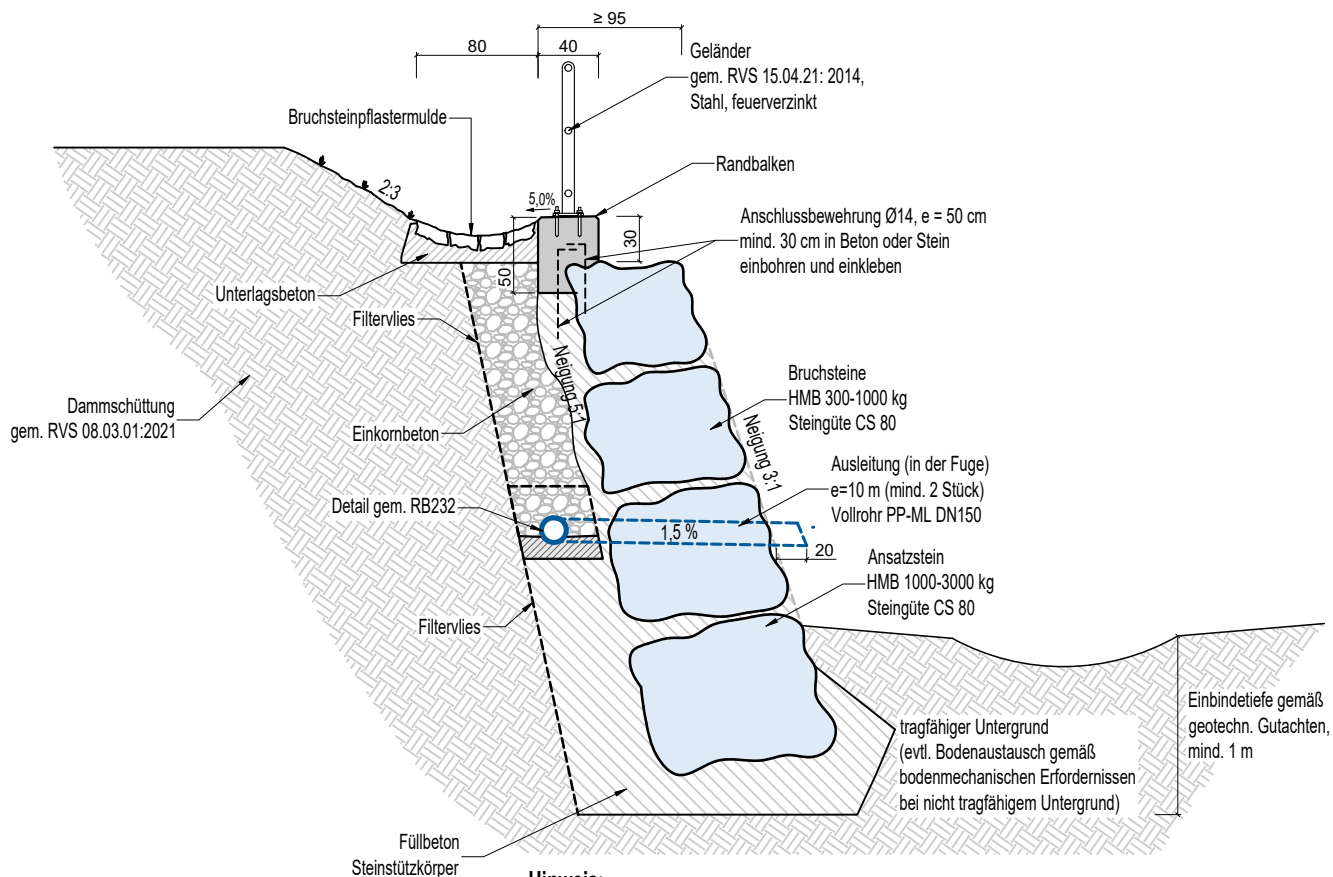 ≥ 95
80
40
Geländer
gem. RVS 15.04.21: 2014,
Stahl, feuerverzinkt
Bruchsteinpflastermulde
Randbalken
2:3
5,0%
Anschlussbewehrung Ø14, e = 50 cm
mind. 30 cm in Beton oder Stein
einbohren und einkleben
30
50
Unterlagsbeton
Filtervlies
Neigung 5:1
Bruchsteine
HMB 300-1000 kg
Steingüte CS 80
Dammschüttung
gem. RVS 08.03.01:2021
Einkornbeton
Neigung 3:1
Ausleitung (in der Fuge)
e=10 m (mind. 2 Stück)
Vollrohr PP-ML DN150
Detail gem. RB232
1,5 %
20
Ansatzstein
HMB 1000-3000 kg
Steingüte CS 80
Filtervlies
Einbindetiefe gemäß
geotechn. Gutachten,
mind. 1 m
tragfähiger Untergrund
(evtl. Bodenaustausch gemäß
bodenmechanischen Erfordernissen
bei nicht tragfähigem Untergrund)
Füllbeton
Steinstützkörper
Hinweis: